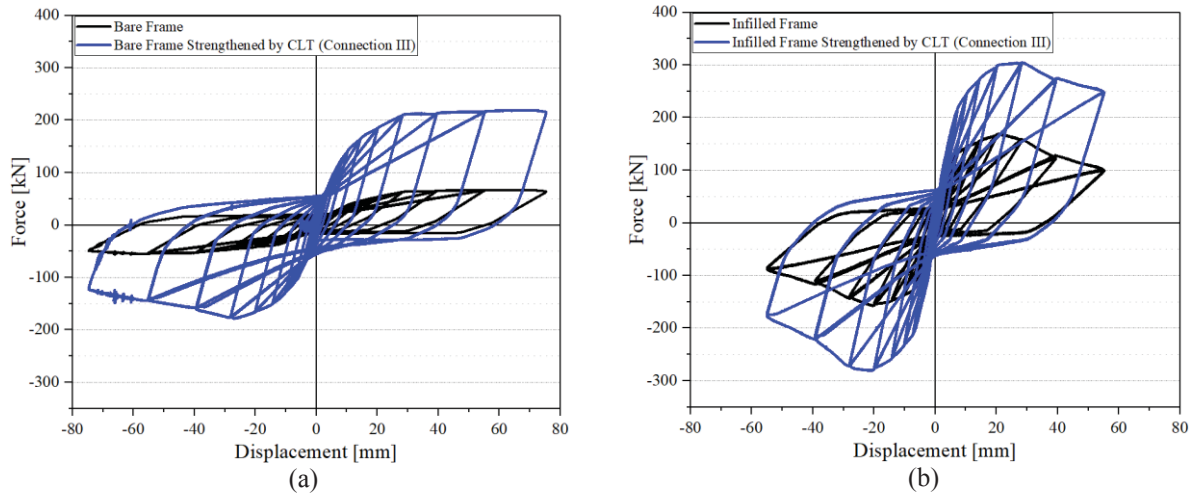 400
Bare Frame
Bare Frame Strengthened by CLT (Connection III)
300
200
100
0
-100
-200
-300
Force [kN]
-80 -60 -40 -20 0 20 40 60 80
Displacement [mm]
(a)
400
Infilled Frame
Infilled Frame Strengthened by CLT (Connection III)
300
200
100
0
-100
-200
-300
Force [kN]
-80 -60 -40 -20 0 20 40 60 80
Displacement [mm]
(b)